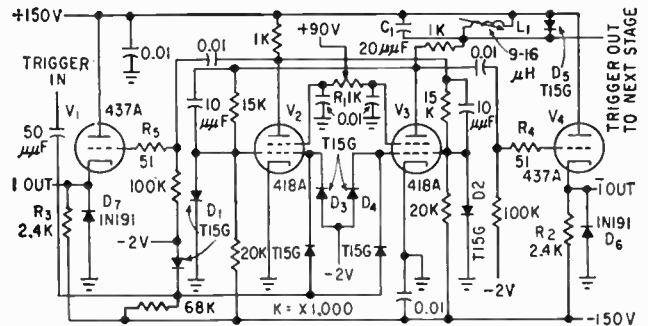 +150V
0.01
TRIGGER
IN
50
μμF
V1
437A
R5
51
1 OUT
R3
2.4K
D7
1N191
0.01
10
μμF
15K
100K
-2V
D1
T15G
68K
1K
+90V
R1 1K
0.01
V2
418A
20K
T15G
T15G
D3
D4
-2V
T15G
K = X1,000
C1
20 μμF
1K
L1
9-16
μH
D5
T15G
V3
418A
15
K
10
μμF
20K
D2
T15G
0.01
0.01
100K
-2V
R4
51
V4
437A
1 OUT
R2
2.4K
1N191
D6
-150V
TRIGGER OUT
TO NEXT STAGE